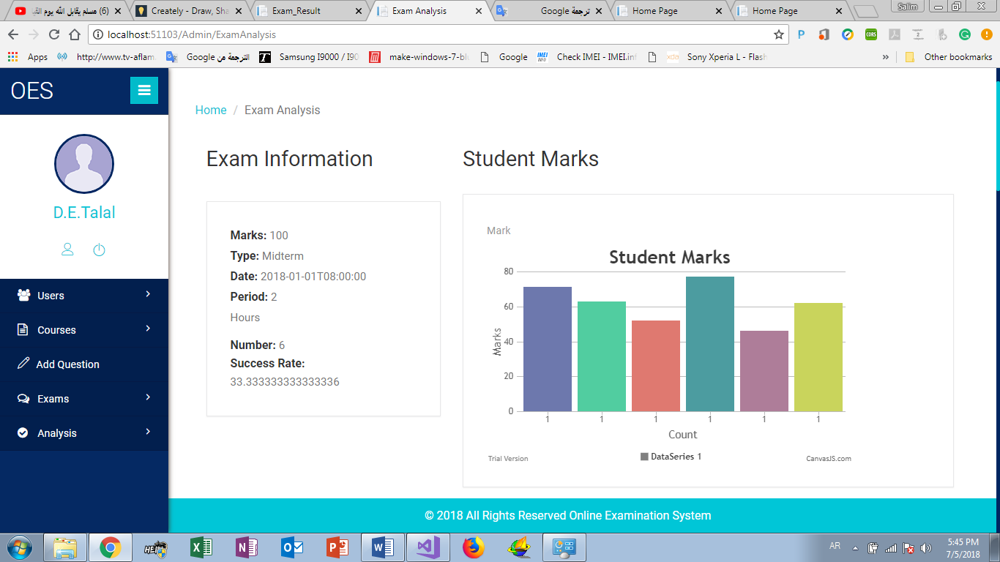 (6) مسلم يقابل الله يوم القي
Creately - Draw, Sha
Exam_Result
Exam Analysis
ترجمة Google
Home Page
Home Page
Salim
localhost:51103/Admin/ExamAnalysis
Apps
http://www.tv-aflam
الترجمة من Google
Samsung I9000 / I90
make-windows-7-blu
Google
Check IMEI - IMEI.inf
Sony Xperia L - Flash
»
Other bookmarks
OES
Home / Exam Analysis
D.E.Talal
Users
Courses
Add Question
Exams
Analysis
Exam Information
Marks: 100
Type: Midterm
Date: 2018-01-01T08:00:00
Period: 2
Hours
Number: 6
Success Rate:
33.333333333333336
Student Marks
Mark
Student Marks
80
60
40
20
0
Marks
1 1 1 1 1 1
Count
Trial Version
DataSeries 1
CanvasJS.com
© 2018 All Rights Reserved Online Examination System
AR
5:45 PM
7/5/2018